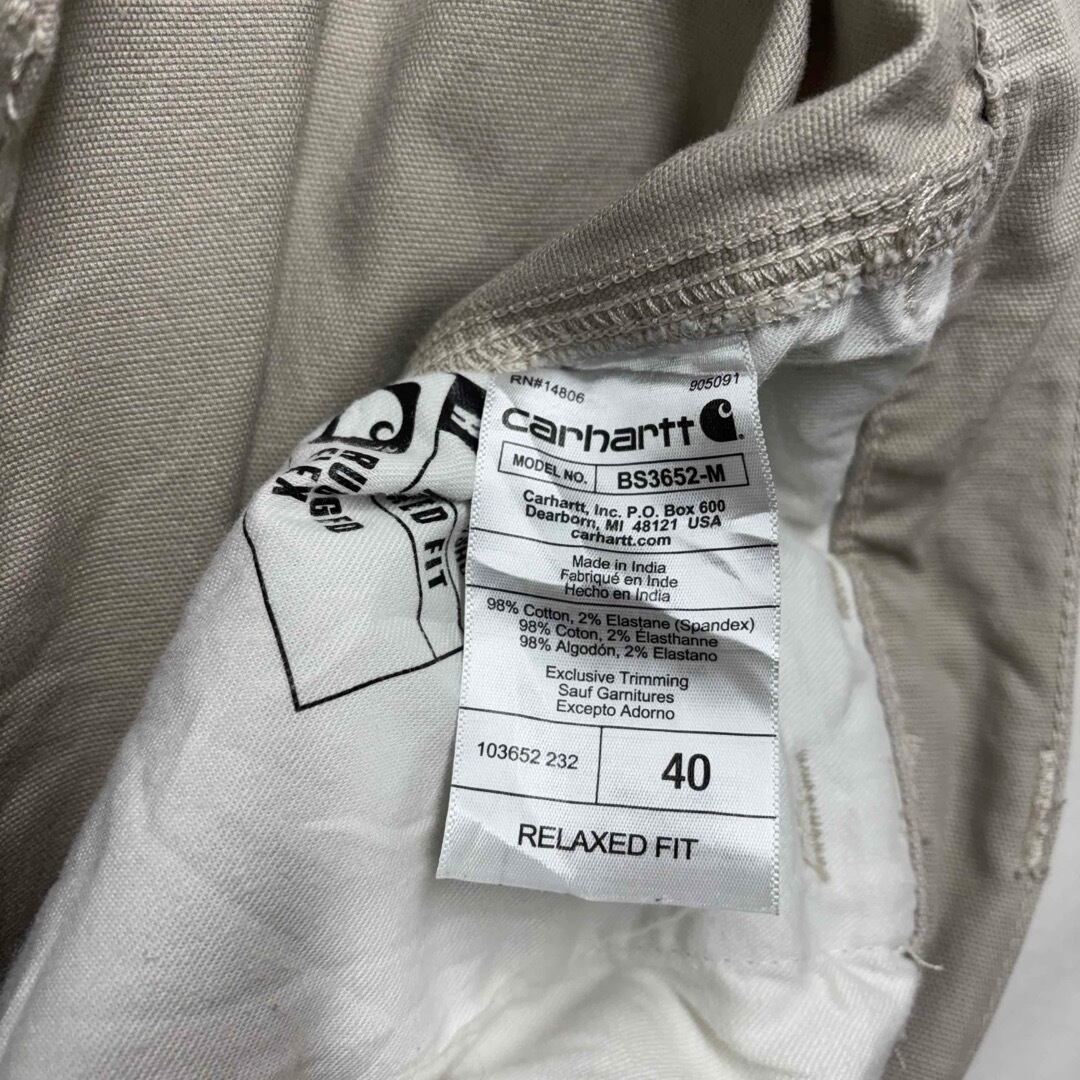 RN#14806 905091
carhartt
MODEL NO. BS3652-M
Carhartt, Inc. P.O. Box 600
Dearborn, MI 48121 USA
carhartt.com
Made in India
Fabriqué en Inde
Hecho en India
98% Cotton, 2% Elastane (Spandex)
98% Coton, 2% Élasthanne
98% Algodón, 2% Elastano
Exclusive Trimming
Sauf Garnitures
Excepto Adorno
103652 232 40
RELAXED FIT
FIT